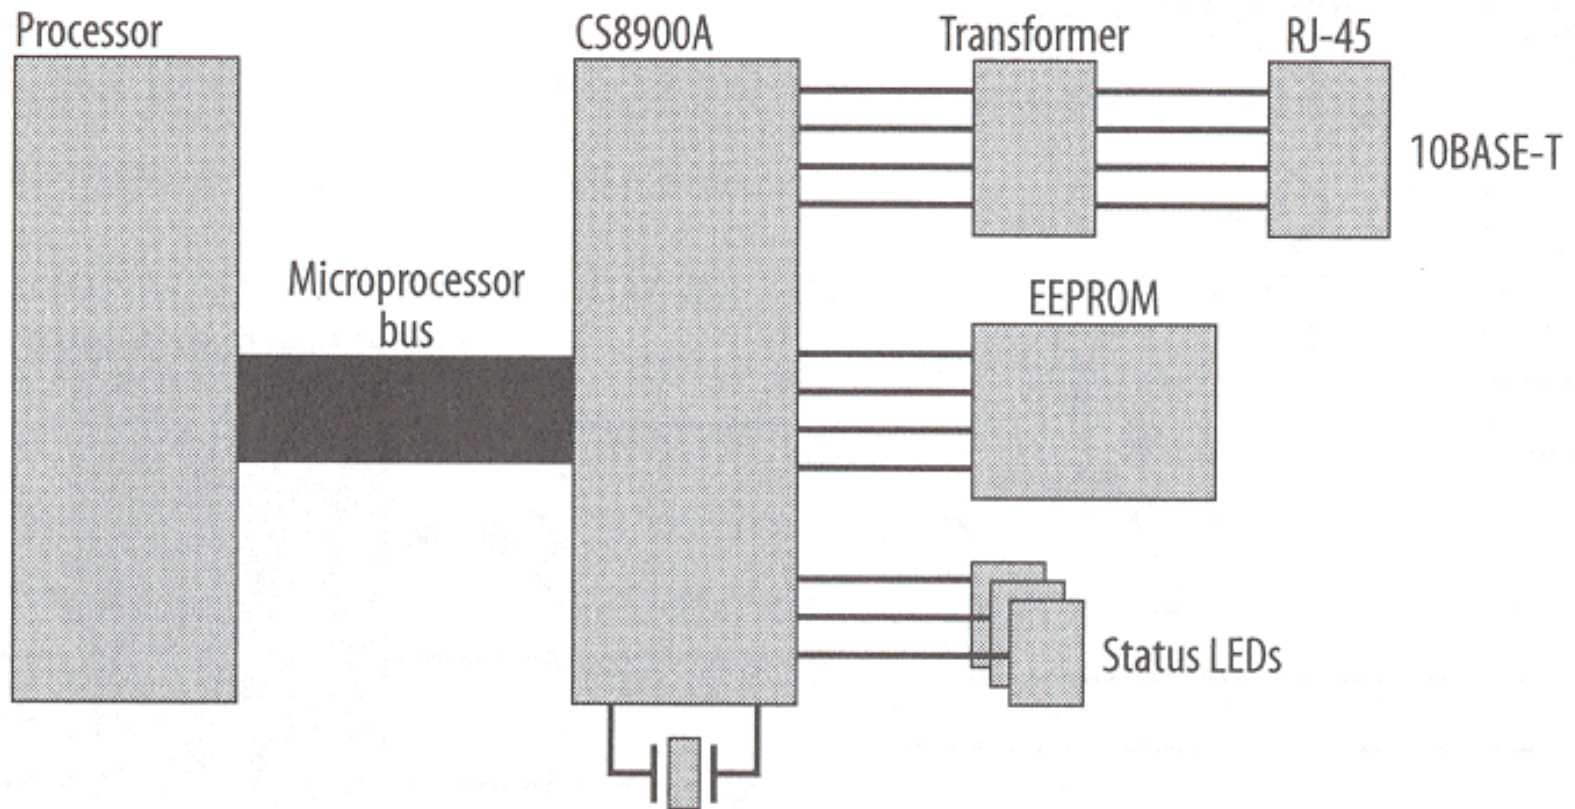 Processor
CS8900A
Transformer
RJ-45
10BASE-T
Microprocessor
bus
EEPROM
Status LEDs